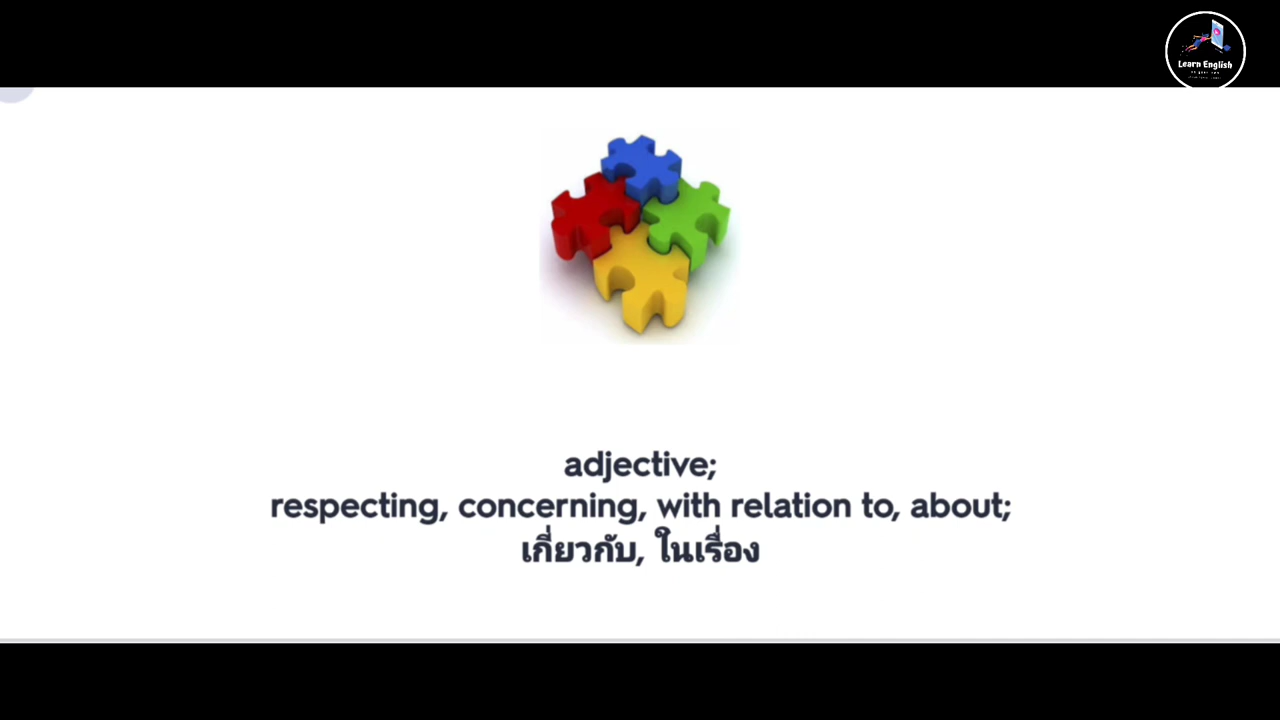 Learn English
adjective;
respecting, concerning, with relation to, about;
เกี่ยวกับ, ในเรื่อง